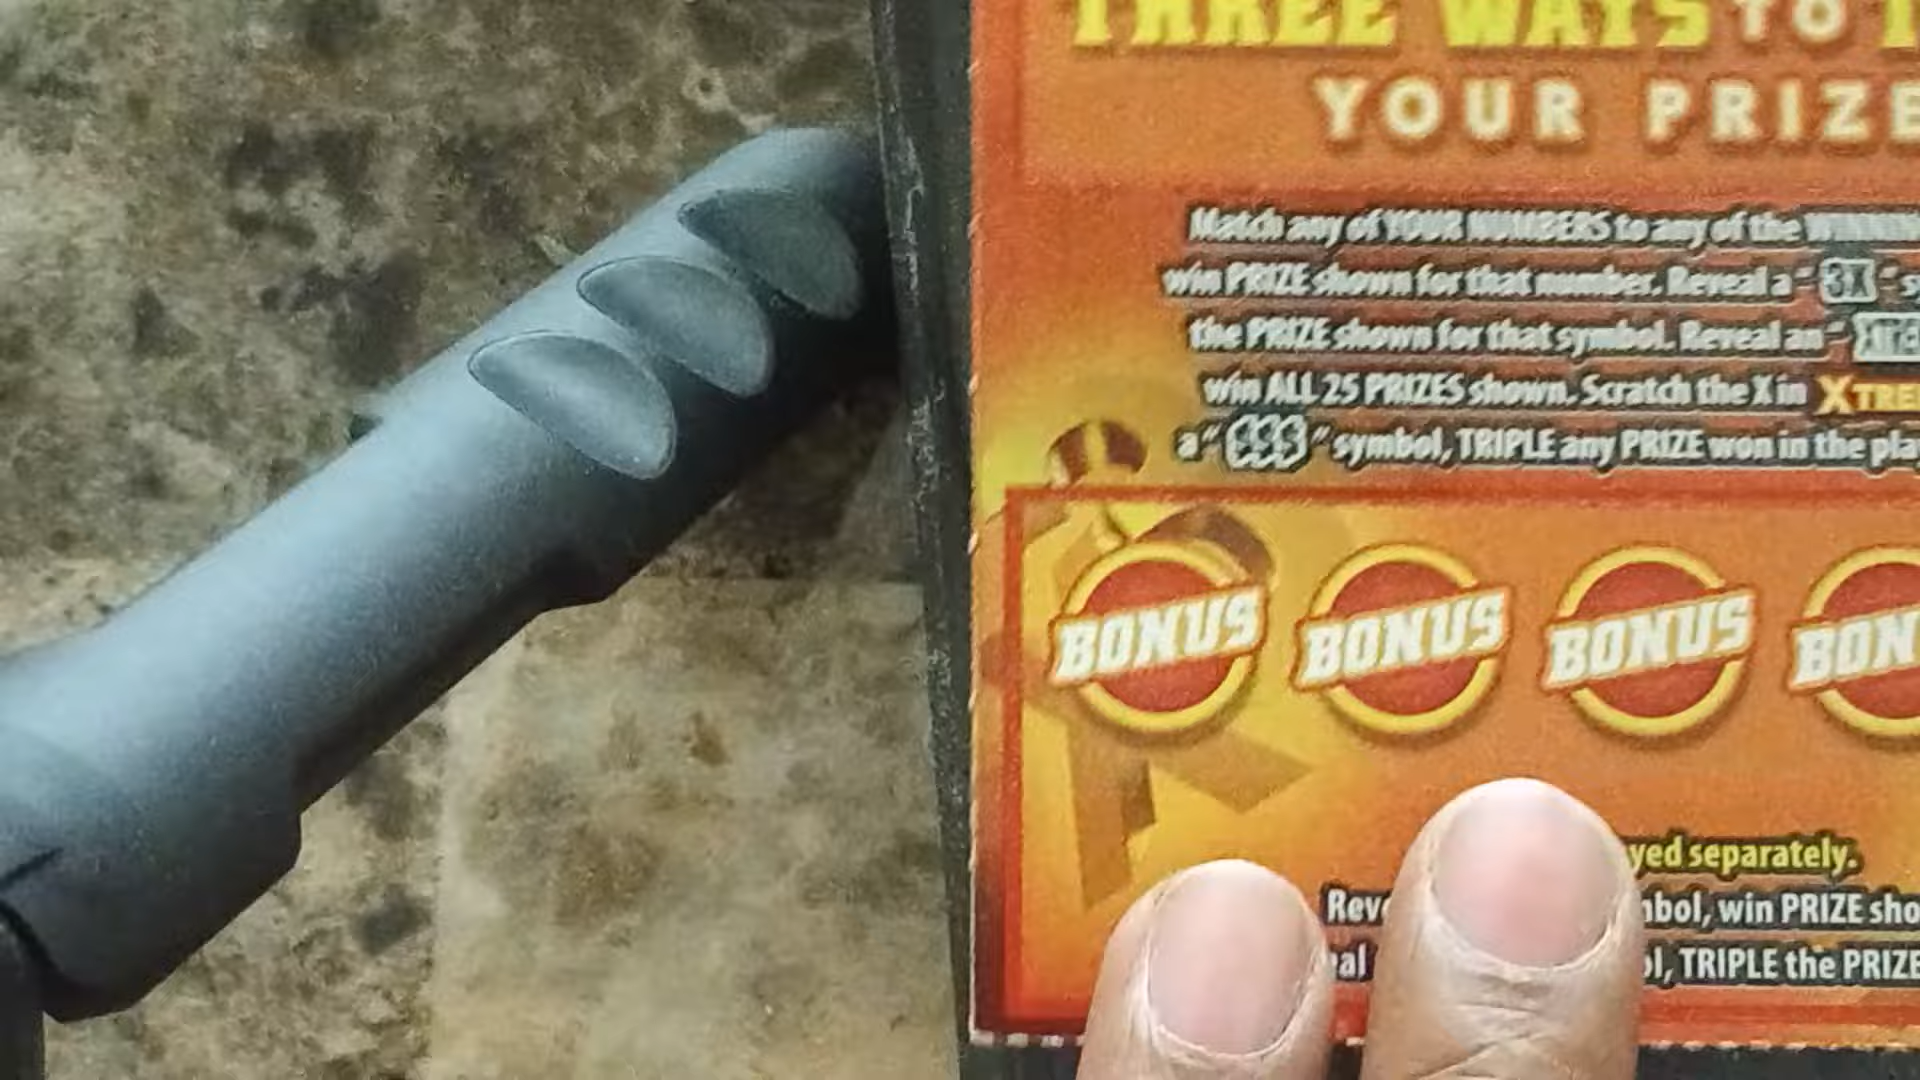 THREE WAYS TO
YOUR PRIZE
Match any of YOUR NUMBERS to any of the
win PRIZE shown for that number. Reveal a "3X"
the PRIZE shown for that symbol. Reveal an "
win ALL 25 PRIZES shown. Scratch the X in XTRE
a "$$$" symbol, TRIPLE any PRIZE won in the pla
BONUS BONUS BONUS BON
yed separately.
Rev bol, win PRIZE sho
al l, TRIPLE the PRIZE